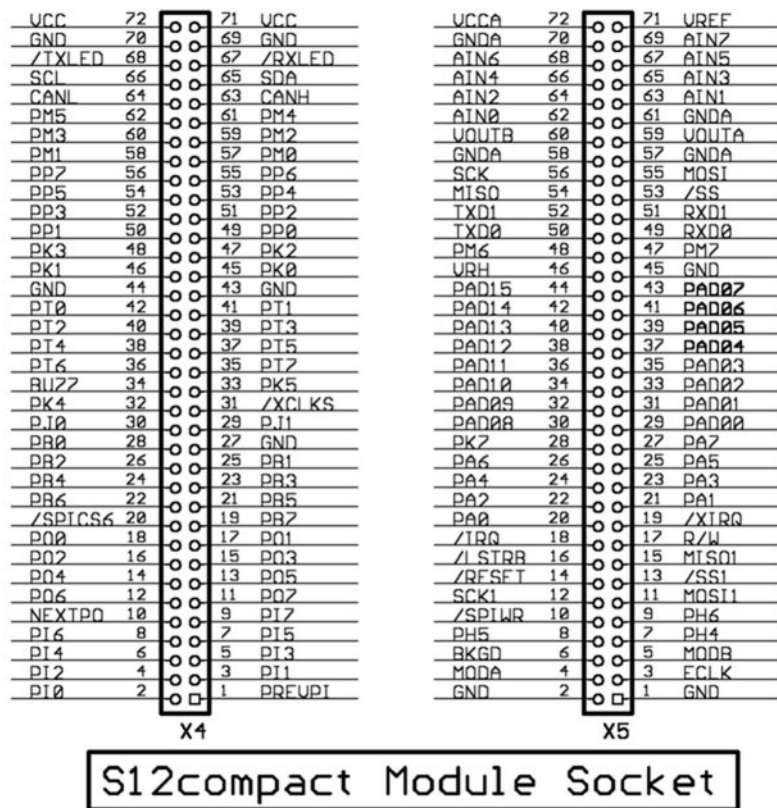 VCC 72 71 VCC
GND 70 69 GND
/TXLED 68 67 /RXLED
SCL 66 65 SDA
CANL 64 63 CANH
PM5 62 61 PM4
PM3 60 59 PM2
PM1 58 57 PM0
PP7 56 55 PP6
PP5 54 53 PP4
PP3 52 51 PP2
PP1 50 49 PP0
PK3 48 47 PK2
PK1 46 45 PK0
GND 44 43 GND
PT0 42 41 PT1
PT2 40 39 PT3
PT4 38 37 PT5
PT6 36 35 PT7
BUZZ 34 33 PK5
PK4 32 31 /XCLKS
PJ0 30 29 PJ1
PB0 28 27 GND
PB2 26 25 PB1
PB4 24 23 PB3
PB6 22 21 PB5
/SPICS6 20 19 PB7
PO0 18 17 PO1
PO2 16 15 PO3
PO4 14 13 PO5
PO6 12 11 PO7
NEXTPO 10 9 PI7
PI6 8 7 PI5
PI4 6 5 PI3
PI2 4 3 PI1
PI0 2 1 PREVPI
X4
VCCA 72 71 VREF
GNDA 70 69 AIN7
AIN6 68 67 AIN5
AIN4 66 65 AIN3
AIN2 64 63 AIN1
AIN0 62 61 GNDA
VOUTB 60 59 VOUTA
GNDA 58 57 GNDA
SCK 56 55 MOSI
MISO 54 53 /SS
TXD1 52 51 RXD1
TXD0 50 49 RXD0
PM6 48 47 PM7
VRH 46 45 GND
PAD15 44 43 PAD07
PAD14 42 41 PAD06
PAD13 40 39 PAD05
PAD12 38 37 PAD04
PAD11 36 35 PAD03
PAD10 34 33 PAD02
PAD09 32 31 PAD01
PAD08 30 29 PAD00
PK7 28 27 PA7
PA6 26 25 PA5
PA4 24 23 PA3
PA2 22 21 PA1
PA0 20 19 /XIRQ
/IRQ 18 17 R/W
/LSTRB 16 15 MISO1
/RESET 14 13 /SS1
SCK1 12 11 MOSI1
/SPIWR 10 9 PH6
PH5 8 7 PH4
BKGD 6 5 MODB
MODA 4 3 ECLK
GND 2 1 GND
X5
S12compact Module Socket